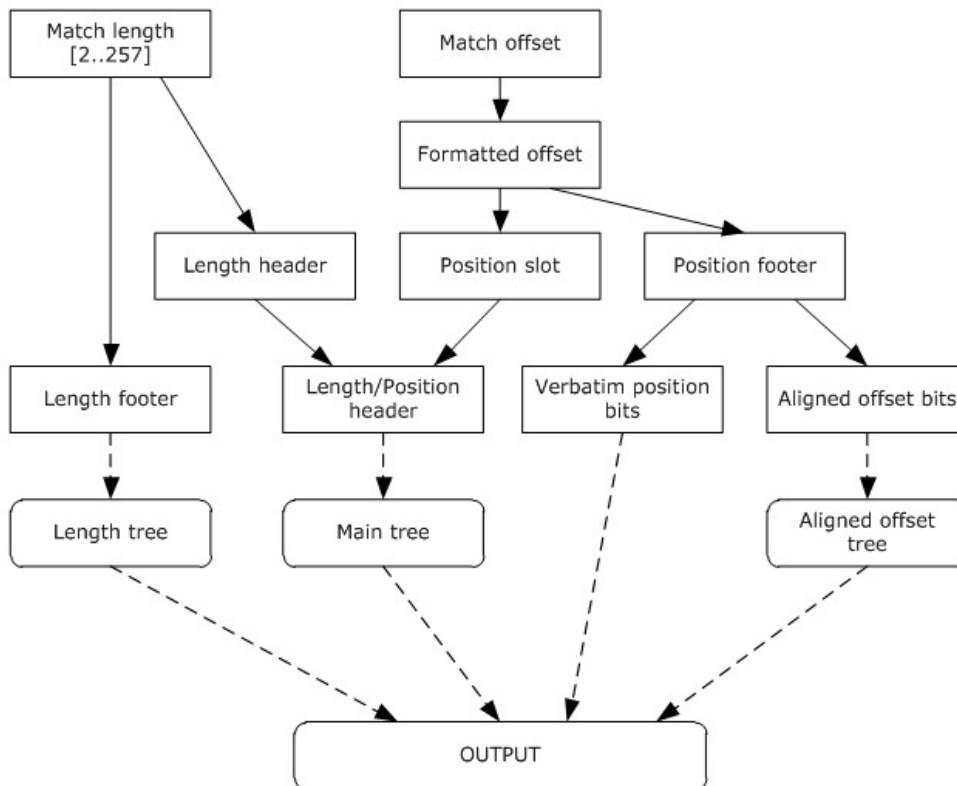 Match length
[2..257]
Match offset
Formatted offset
Length header
Position slot
Position footer
Length footer
Length/Position
header
Verbatim position
bits
Aligned offset bits
Length tree
Main tree
Aligned offset
tree
OUTPUT